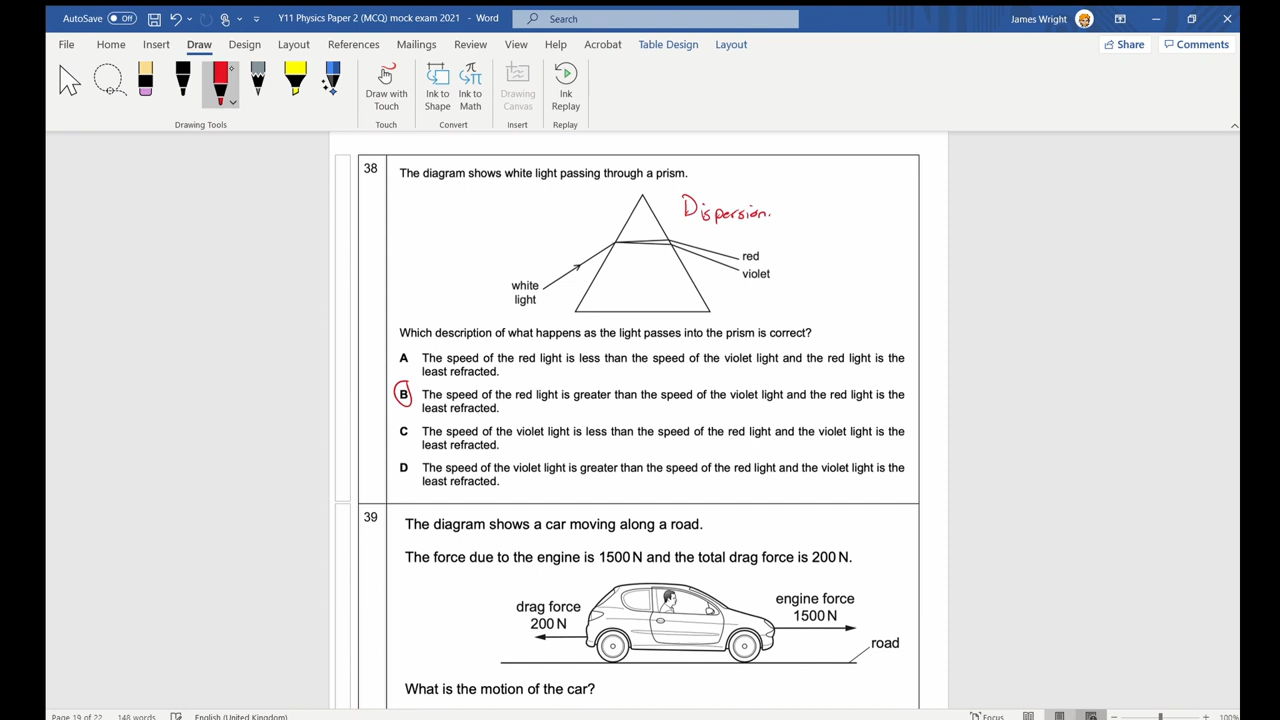 AutoSave Off Y11 Physics Paper 2 (MCQ) mock exam 2021 - Word Search James Wright
File Home Insert Draw Design Layout References Mailings Review View Help Acrobat Table Design Layout Share Comments
Draw with Touch
Ink to Shape
Ink to Math
Drawing Canvas
Ink Replay
Drawing Tools Touch Convert Insert Replay
38 The diagram shows white light passing through a prism.
Dispersion.
red
violet
white
light
Which description of what happens as the light passes into the prism is correct?
A The speed of the red light is less than the speed of the violet light and the red light is the
least refracted.
B The speed of the red light is greater than the speed of the violet light and the red light is the
least refracted.
C The speed of the violet light is less than the speed of the red light and the violet light is the
least refracted.
D The speed of the violet light is greater than the speed of the red light and the violet light is the
least refracted.
39 The diagram shows a car moving along a road.
The force due to the engine is 1500 N and the total drag force is 200 N.
drag force
200 N
engine force
1500 N
road
What is the motion of the car?
Page 19 of 22 148 words English (United Kingdom) Focus 100%